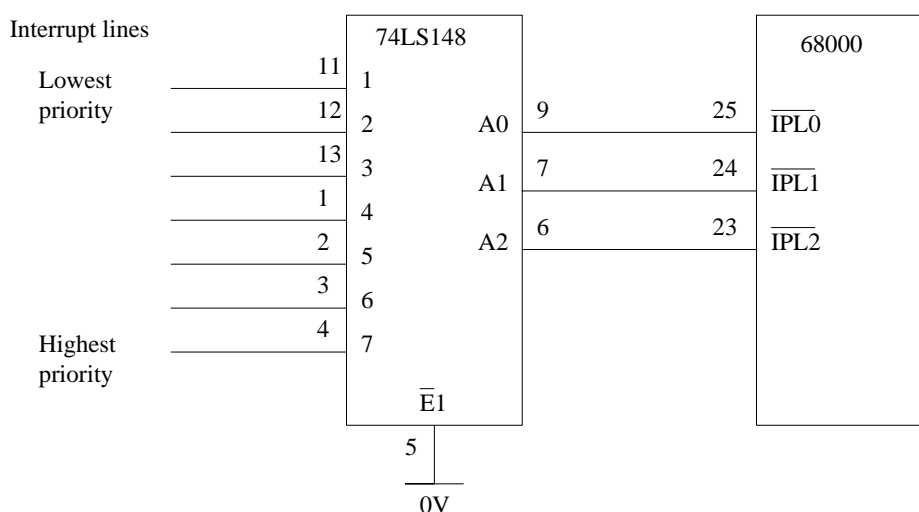 Interrupt lines
74LS148
68000
Lowest
priority
11
1
12
2
A0
9
25
IPL0
13
3
A1
7
24
IPL1
1
4
A2
6
23
IPL2
2
5
3
6
Highest
priority
4
7
E1
5
0V